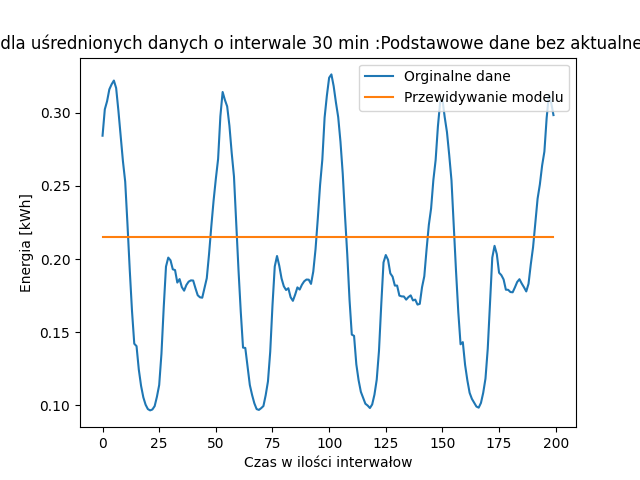 dla uśrednionych danych o interwale 30 min :Podstawowe dane bez aktualne
Orginalne dane
Przewidywanie modelu
Energia [kWh]
0.30
0.25
0.20
0.15
0.10
0 25 50 75 100 125 150 175 200
Czas w ilości interwałow